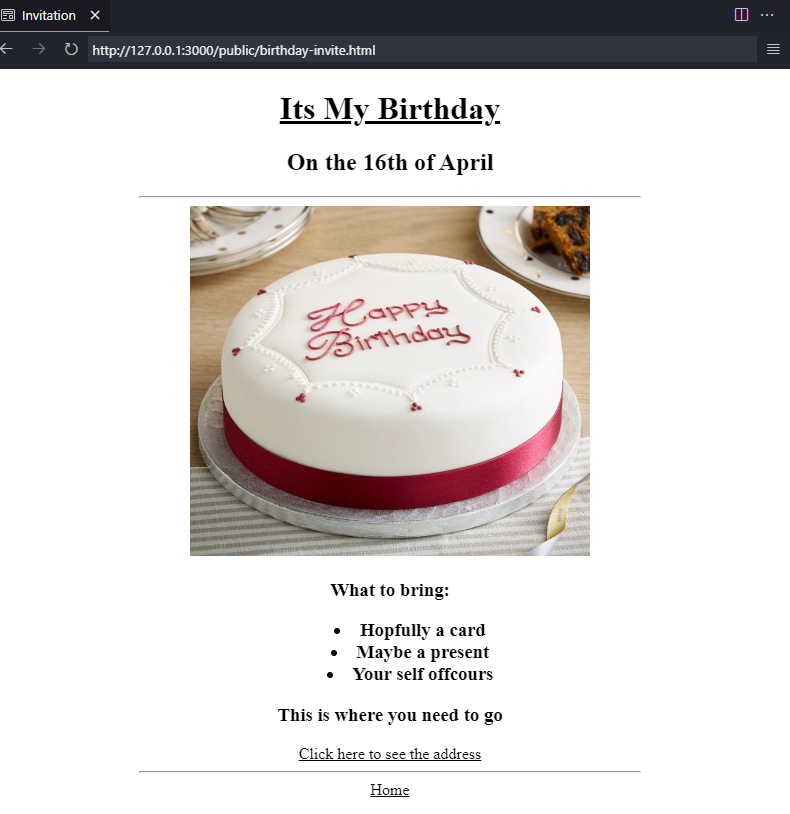 Invitation
http://127.0.0.1:3000/public/birthday-invite.html
Its My Birthday
On the 16th of April
Happy
Birthday
What to bring:
Hopfully a card
Maybe a present
Your self offcours
This is where you need to go
Click here to see the address
Home